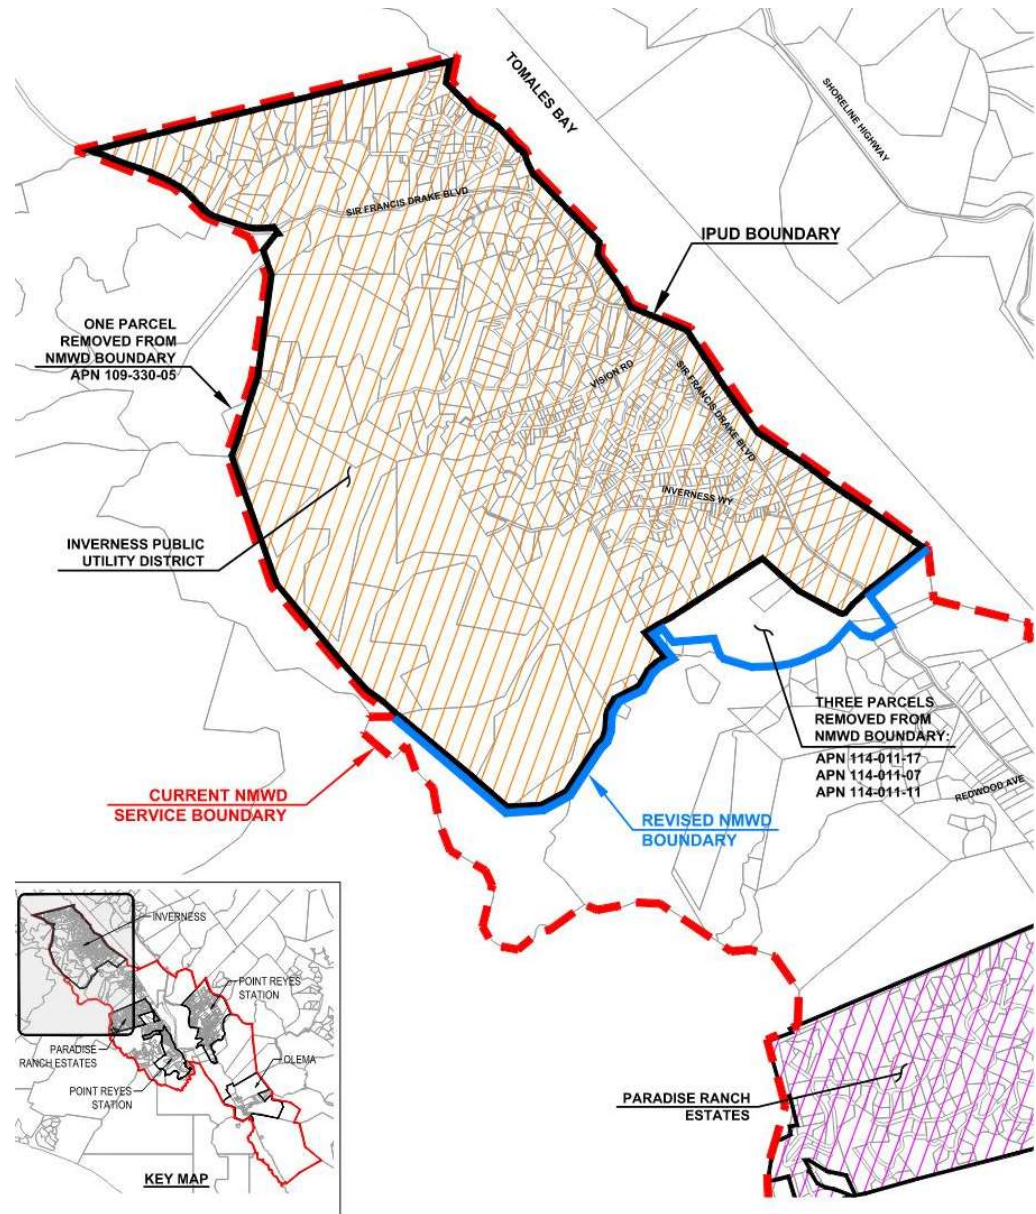 TOMALES BAY
SHORELINE HIGHWAY
SIR FRANCIS DRAKE BLVD
IPUD BOUNDARY
ONE PARCEL
REMOVED FROM
NMWD BOUNDARY
APN 109-330-05
VISION RD
SIR FRANCIS DRAKE BLVD
INVERNESS WY
INVERNESS PUBLIC
UTILITY DISTRICT
THREE PARCELS
REMOVED FROM
NMWD BOUNDARY:
APN 114-011-17
APN 114-011-07
APN 114-011-11
REDWOOD AVE
CURRENT NMWD
SERVICE BOUNDARY
REVISED NMWD
BOUNDARY
INVERNESS
POINT REYES
STATION
PARADISE
RANCH ESTATES
OLEMA
POINT REYES
STATION
KEY MAP
PARADISE RANCH
ESTATES